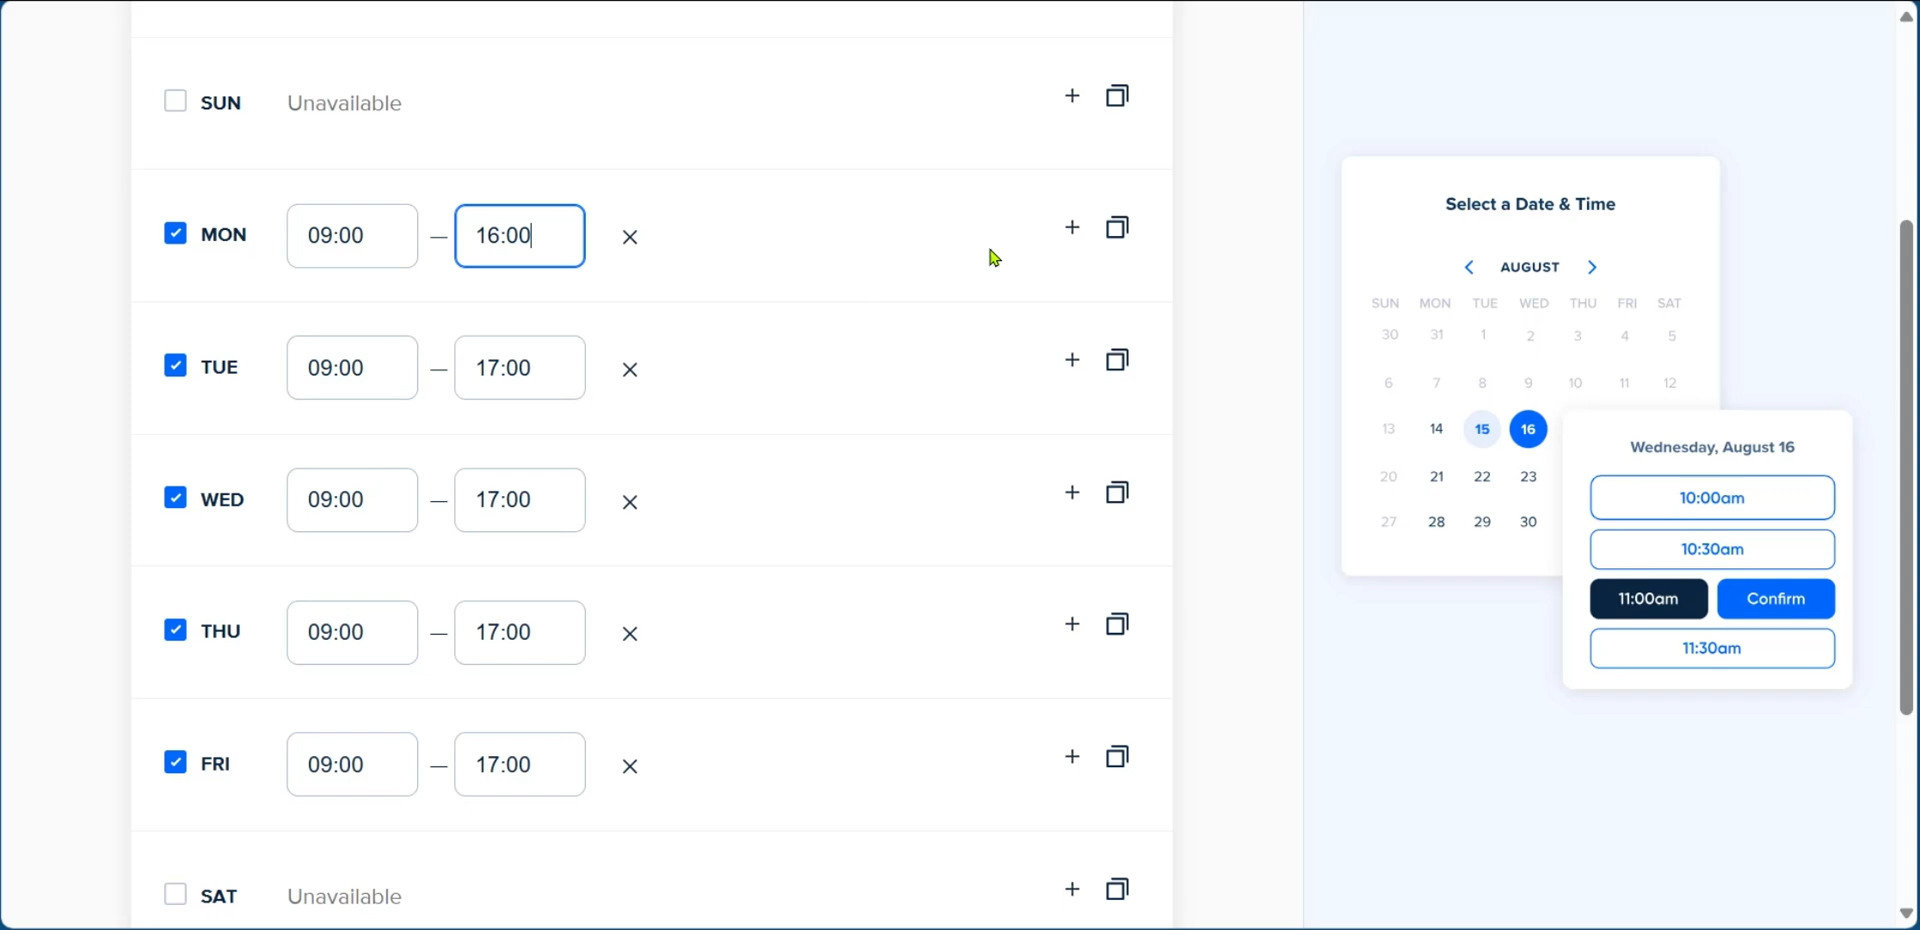 SUN Unavailable
MON 09:00 — 16:00
TUE 09:00 — 17:00
WED 09:00 — 17:00
THU 09:00 — 17:00
FRI 09:00 — 17:00
SAT Unavailable
Select a Date & Time
AUGUST
SUN MON TUE WED THU FRI SAT
30 31 1 2 3 4 5
6 7 8 9 10 11 12
13 14 15 16
20 21 22 23
27 28 29 30
Wednesday, August 16
10:00am
10:30am
11:00am Confirm
11:30am